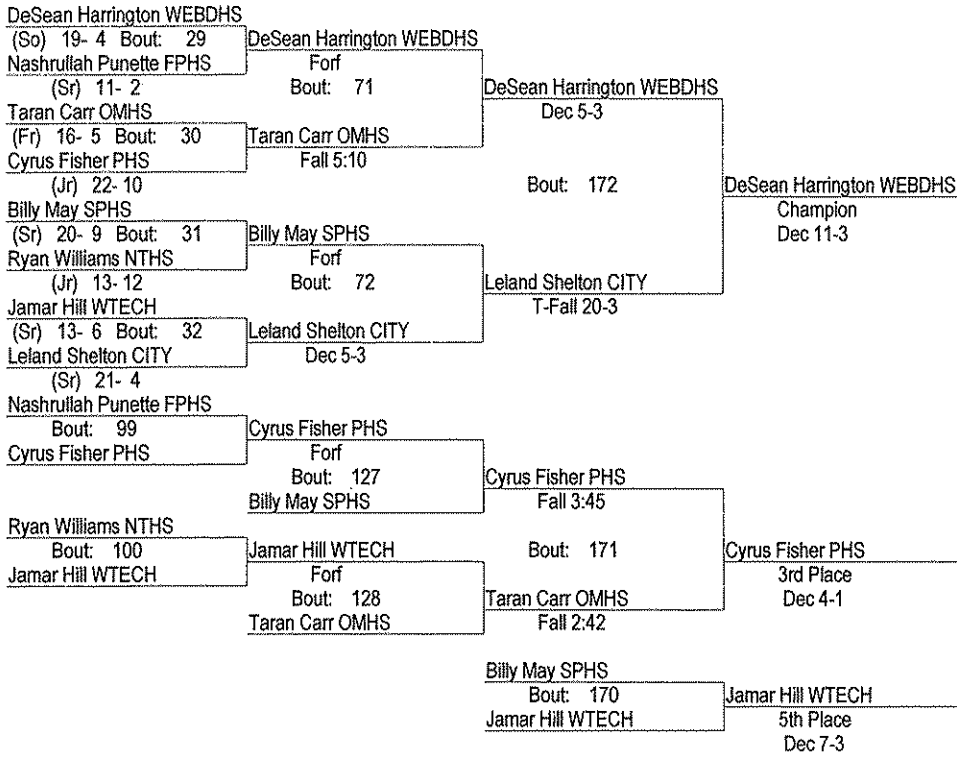 DeSean Harrington WEBDHS
(So) 19- 4 Bout: 29
Nashrullah Punette FPHS
(Sr) 11- 2
Taran Carr OMHS
(Fr) 16- 5 Bout: 30
Cyrus Fisher PHS
(Jr) 22- 10
Billy May SPHS
(Sr) 20- 9 Bout: 31
Ryan Williams NTHS
(Jr) 13- 12
Jamar Hill WTECH
(Sr) 13- 6 Bout: 32
Leland Shelton CITY
(Sr) 21- 4
DeSean Harrington WEBDHS
Forf
Bout: 71
Taran Carr OMHS
Fall 5:10
Billy May SPHS
Forf
Bout: 72
Leland Shelton CITY
Dec 5-3
DeSean Harrington WEBDHS
Dec 5-3
Bout: 172
Leland Shelton CITY
T-Fall 20-3
DeSean Harrington WEBDHS
Champion
Dec 11-3
Nashrullah Punette FPHS
Bout: 99
Cyrus Fisher PHS
Ryan Williams NTHS
Bout: 100
Jamar Hill WTECH
Cyrus Fisher PHS
Forf
Bout: 127
Billy May SPHS
Jamar Hill WTECH
Forf
Bout: 128
Taran Carr OMHS
Cyrus Fisher PHS
Fall 3:45
Bout: 171
Taran Carr OMHS
Fall 2:42
Cyrus Fisher PHS
3rd Place
Dec 4-1
Billy May SPHS
Bout: 170
Jamar Hill WTECH
Jamar Hill WTECH
5th Place
Dec 7-3